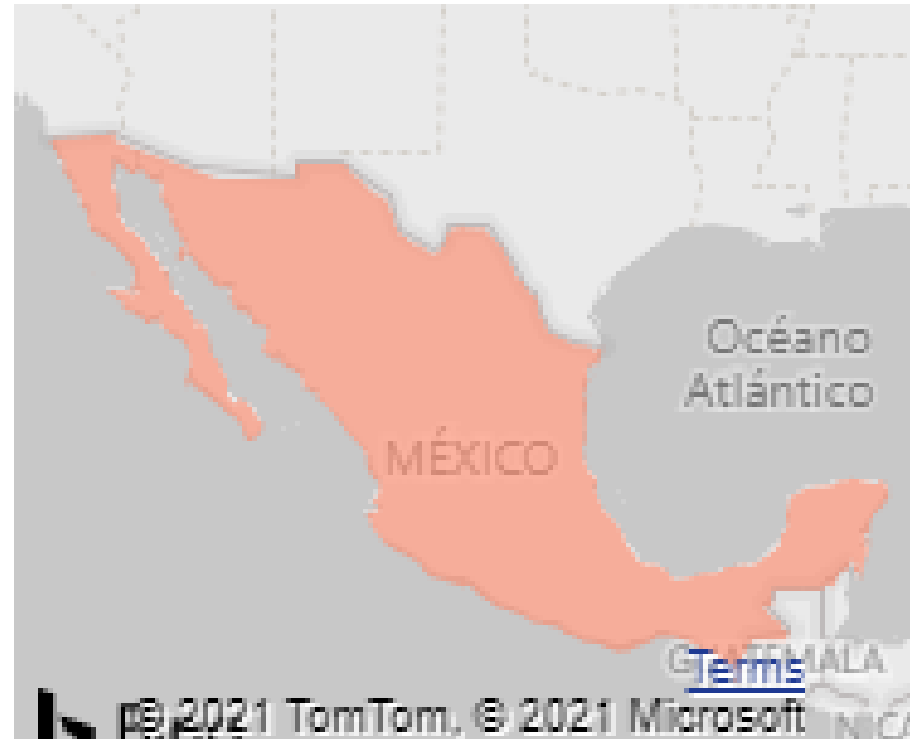 Océano
Atlántico
MÉXICO
Terms
© 2021 TomTom, © 2021 Microsoft